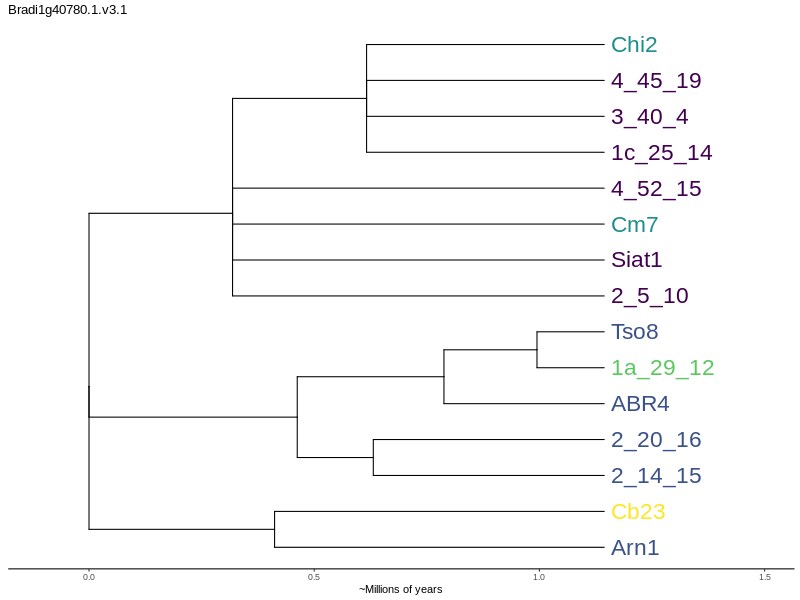 Bradi1g40780.1.v3.1
Chi2
4_45_19
3_40_4
1c_25_14
4_52_15
Cm7
Siat1
2_5_10
Tso8
1a_29_12
ABR4
2_20_16
2_14_15
Cb23
Arn1
0.0 0.5 1.0 1.5
~Millions of years